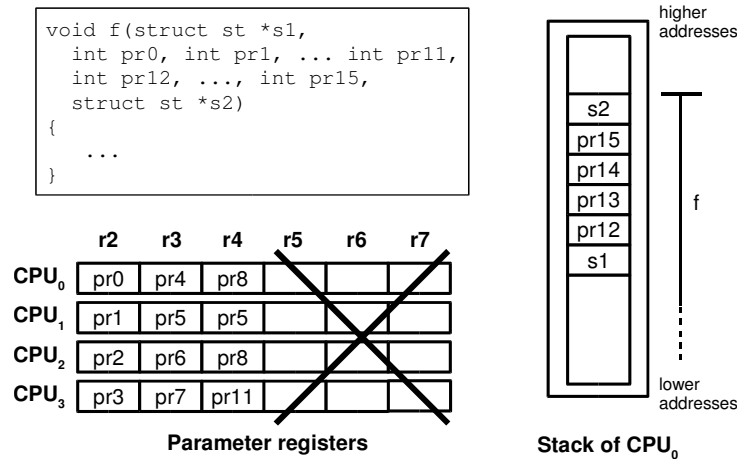 void f(struct st *s1,
int pr0, int pr1, ... int pr11,
int pr12, ..., int pr15,
struct st *s2)
{
...
}
r2 r3 r4 r5 r6 r7
CPU0 pr0 pr4 pr8
CPU1 pr1 pr5 pr5
CPU2 pr2 pr6 pr8
CPU3 pr3 pr7 pr11
Parameter registers
higher
addresses
s2
pr15
pr14
pr13
pr12
s1
f
lower
addresses
Stack of CPU0